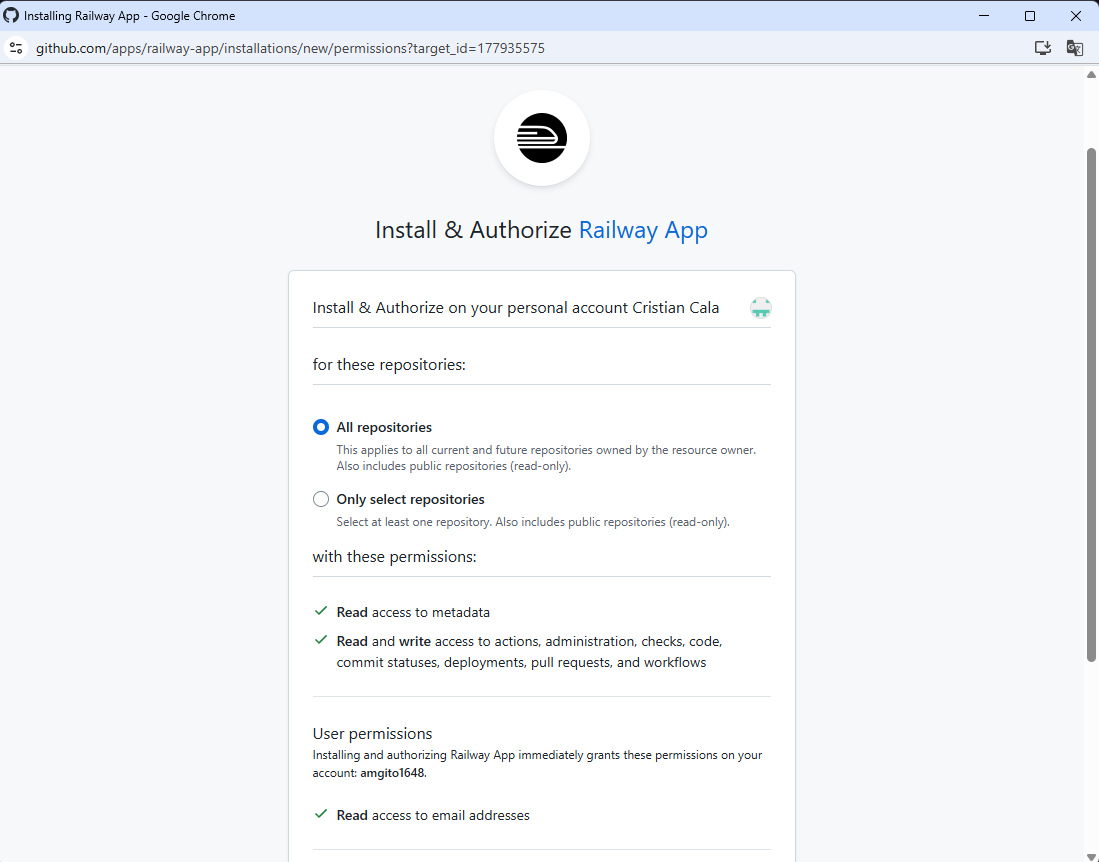 Installing Railway App - Google Chrome
github.com/apps/railway-app/installations/new/permissions?target_id=177935575
Install & Authorize Railway App
Install & Authorize on your personal account Cristian Cala
for these repositories:
All repositories
This applies to all current and future repositories owned by the resource owner.
Also includes public repositories (read-only).
Only select repositories
Select at least one repository. Also includes public repositories (read-only).
with these permissions:
Read access to metadata
Read and write access to actions, administration, checks, code,
commit statuses, deployments, pull requests, and workflows
User permissions
Installing and authorizing Railway App immediately grants these permissions on your
account: amgito1648.
Read access to email addresses